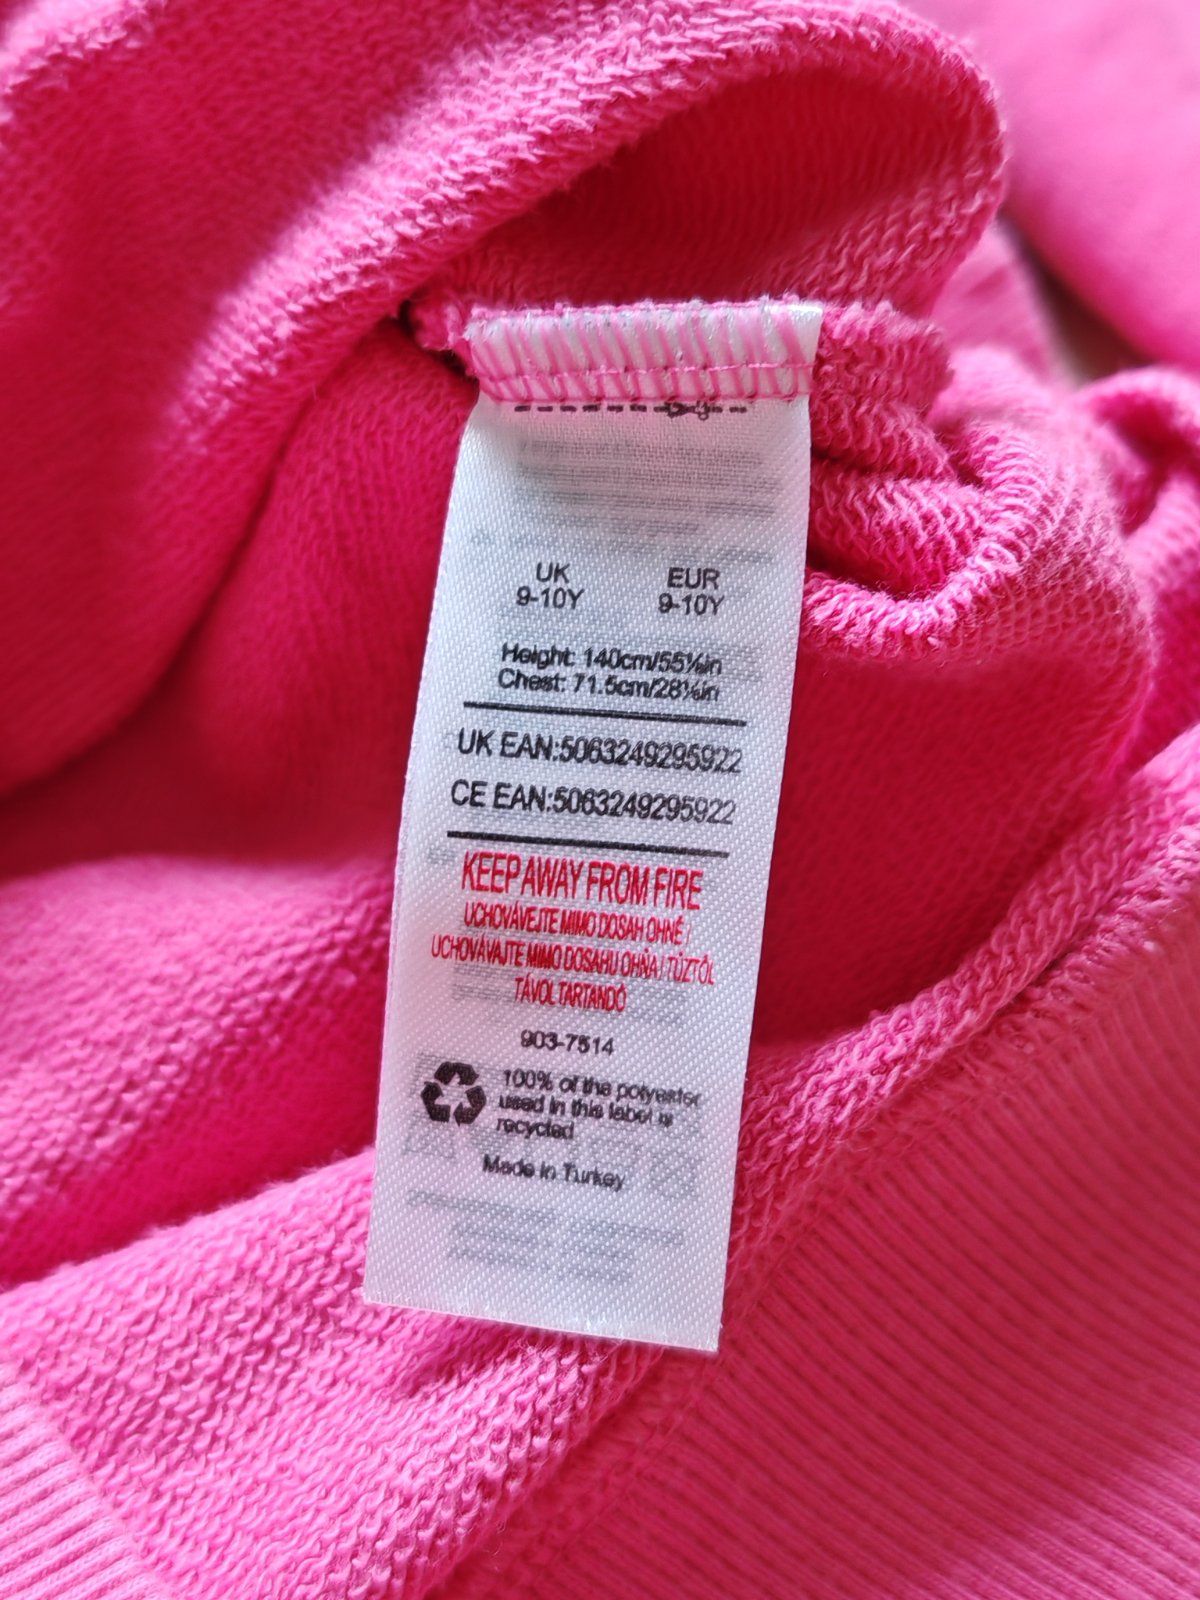 UK EUR
9-10Y 9-10Y
Height: 140cm/55⅛in
Chest: 71.5cm/28⅛in
UK EAN:5063249295922
CE EAN:5063249295922
KEEP AWAY FROM FIRE
UCHOVÁVEJTE MIMO DOSAH OHNĚ /
UCHOVÁVAJTE MIMO DOSAHU OHŇA / TŰZTŐL
TÁVOL TARTANDÓ
903-7514
100% of the polyester
used in this label is
recycled
Made in Turkey